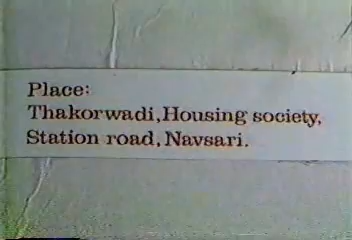 Place:
Thakorwadi,Housing society,
Station road, Navsari.